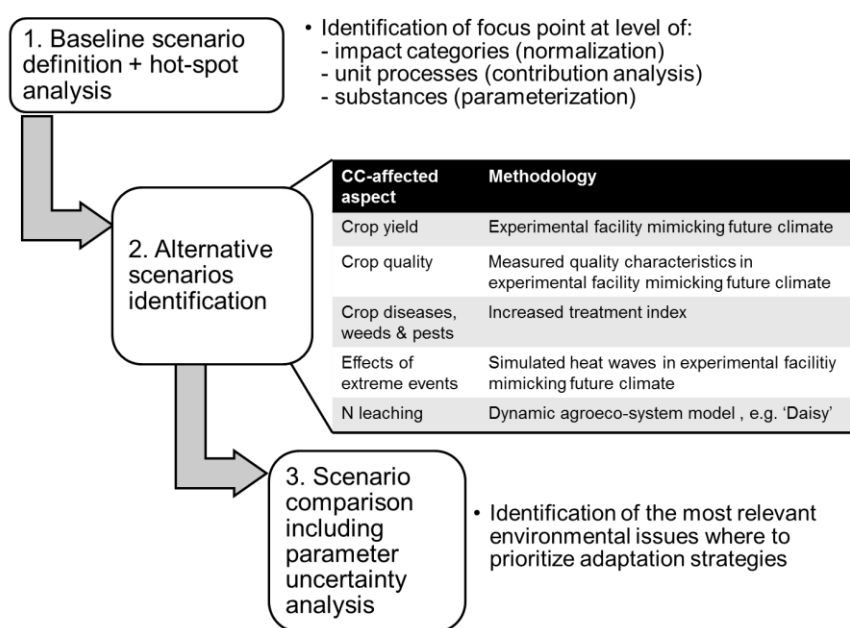 1. Baseline scenario
definition + hot-spot
analysis
• Identification of focus point at level of:
- impact categories (normalization)
- unit processes (contribution analysis)
- substances (parameterization)
2. Alternative
scenarios
identification
CC-affected
aspect
Methodology
Crop yield
Experimental facility mimicking future climate
Crop quality
Measured quality characteristics in
experimental facility mimicking future climate
Crop diseases,
weeds & pests
Increased treatment index
Effects of
extreme events
Simulated heat waves in experimental facilitiy
mimicking future climate
N leaching
Dynamic agroeco-system model , e.g. ‘Daisy’
3. Scenario
comparison
including
parameter
uncertainty
analysis
• Identification of the most relevant
environmental issues where to
prioritize adaptation strategies